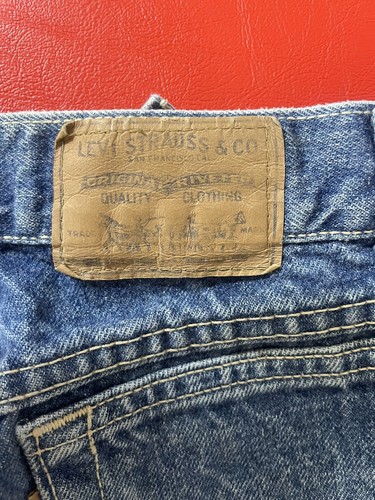 LEVI STRAUSS & CO
SAN FRANCISCO CAL
ORIGINAL RIVETED
QUALITY CLOTHING
TRADE MARK